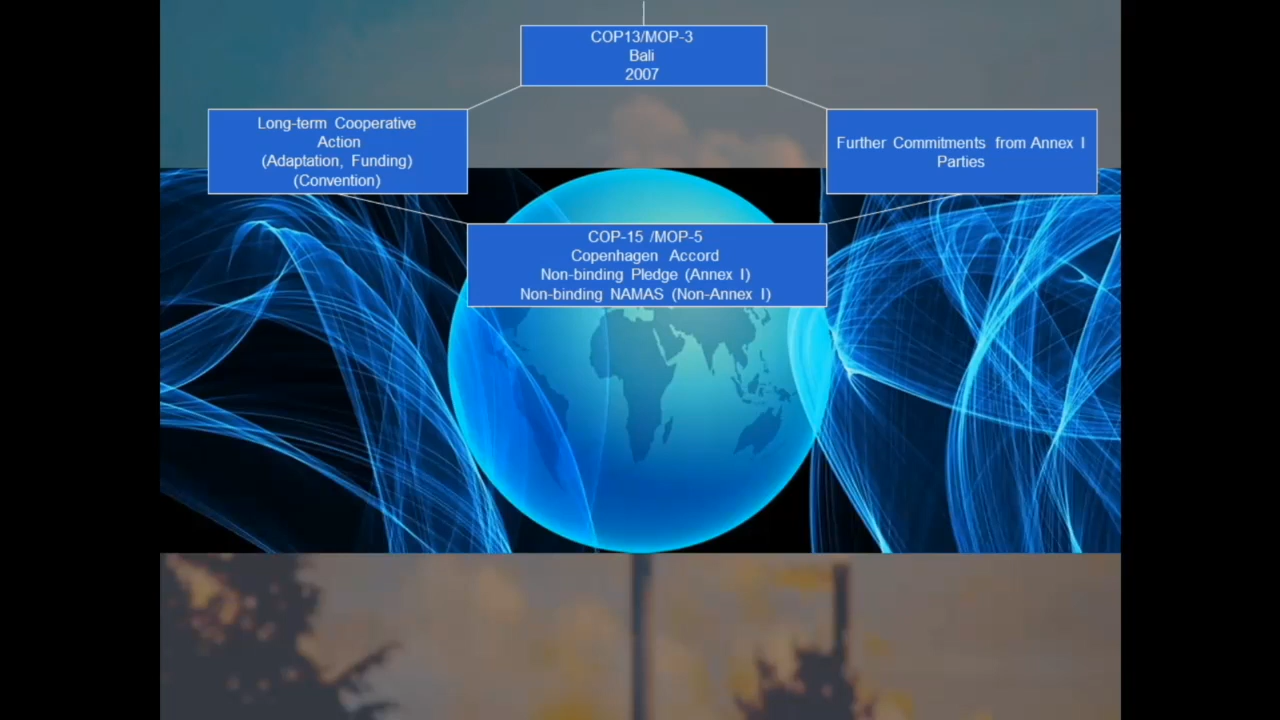 COP13/MOP-3
Bali
2007
Long-term Cooperative
Action
(Adaptation, Funding)
(Convention)
Further Commitments from Annex I
Parties
COP-15 /MOP-5
Copenhagen Accord
Non-binding Pledge (Annex I)
Non-binding NAMAS (Non-Annex I)